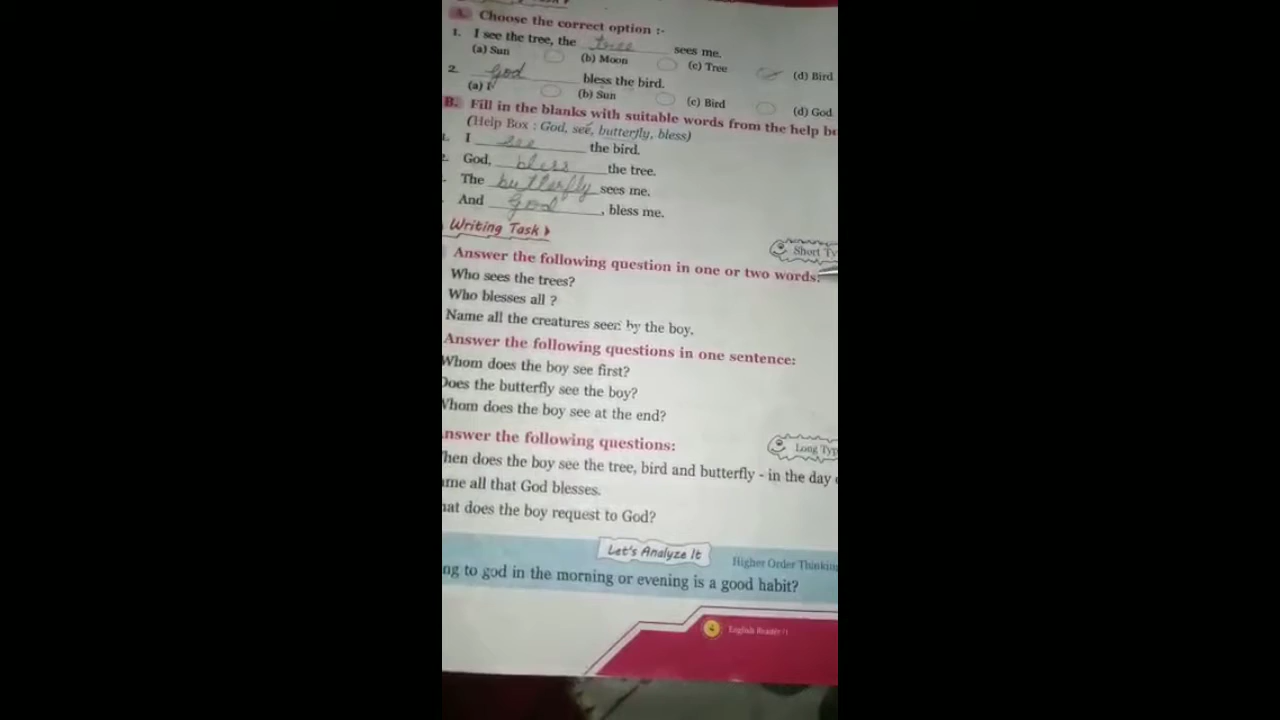 A. Choose the correct option :-
1. I see the tree, the tree sees me.
(a) Sun (b) Moon (c) Tree (d) Bird
2. God bless the bird.
(a) I (b) Sun (c) Bird (d) God
B. Fill in the blanks with suitable words from the help
(Help Box : God, see, butterfly, bless)
I see the bird.
God, bless the tree.
The butterfly sees me.
And God, bless me.
Writing Task
Short
Answer the following question in one or two words:
Who sees the trees?
Who blesses all ?
Name all the creatures seen by the boy.
Answer the following questions in one sentence:
Whom does the boy see first?
Does the butterfly see the boy?
Whom does the boy see at the end?
nswer the following questions:
Long Typ
hen does the boy see the tree, bird and butterfly - in the day
me all that God blesses.
hat does the boy request to God?
Let's Analyze It
Higher Order Thinkin
ng to god in the morning or evening is a good habit?
English Reader